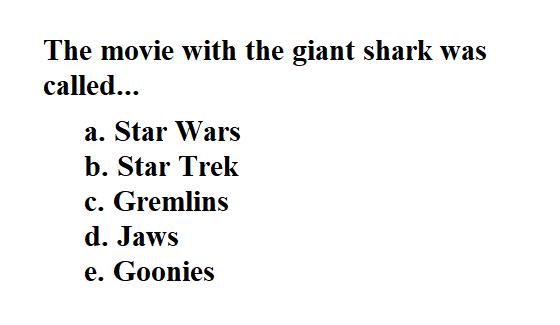 The movie with the giant shark was
called...
a. Star Wars
b. Star Trek
c. Gremlins
d. Jaws
e. Goonies